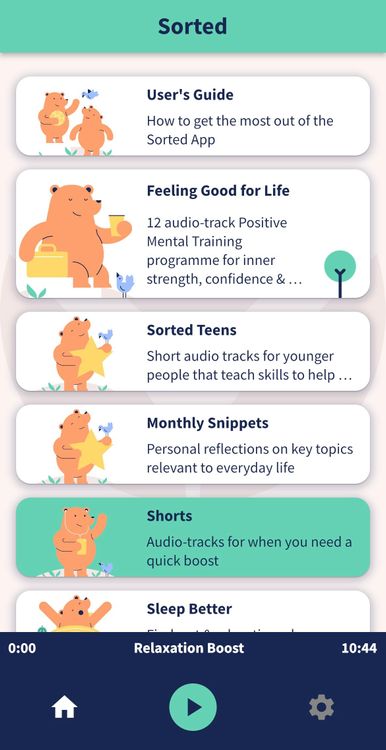 Sorted
User's Guide
How to get the most out of the
Sorted App
Feeling Good for Life
12 audio-track Positive
Mental Training
programme for inner
strength, confidence & ...
Sorted Teens
Short audio tracks for younger
people that teach skills to help ...
Monthly Snippets
Personal reflections on key topics
relevant to everyday life
Shorts
Audio-tracks for when you need a
quick boost
Sleep Better
0:00 Relaxation Boost 10:44